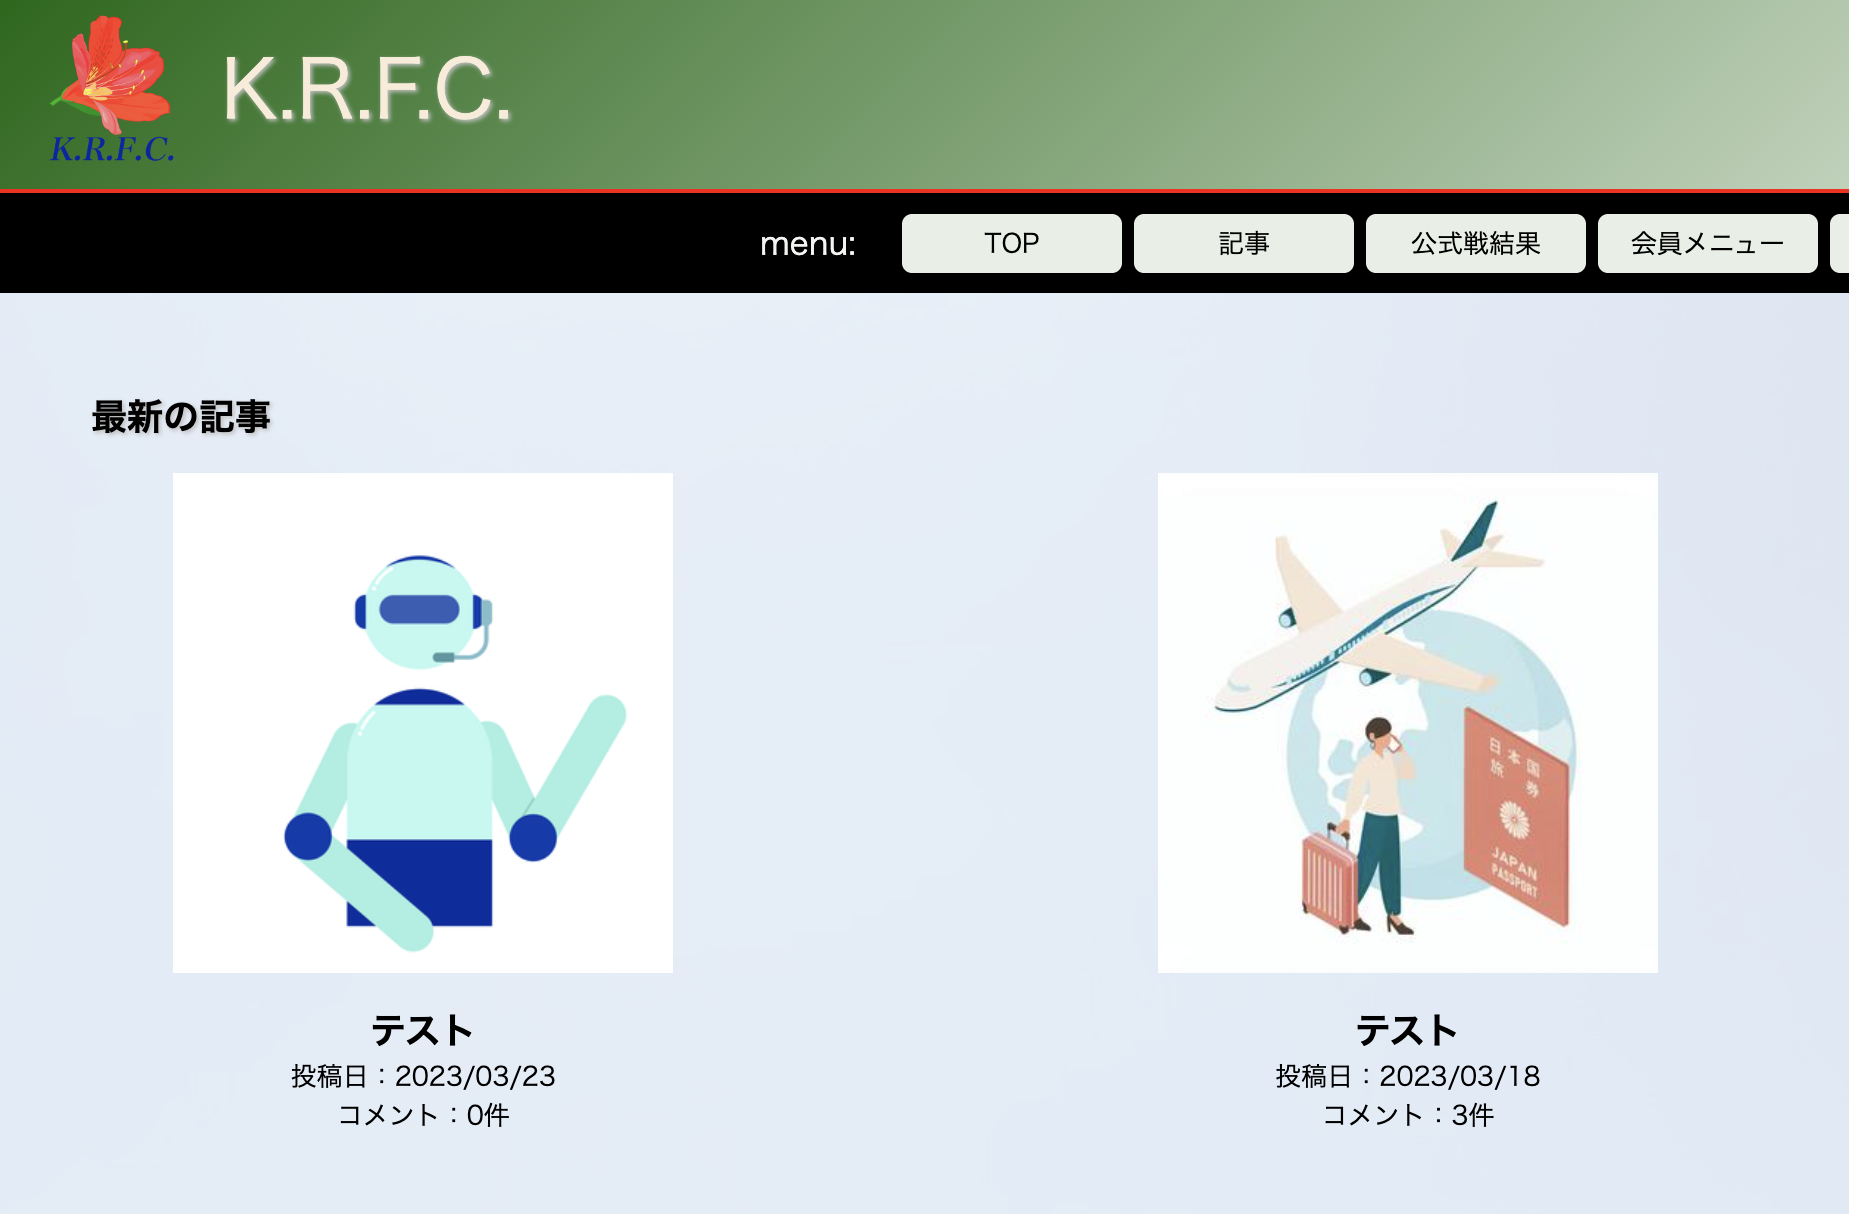 K.R.F.C.
K.R.F.C.
menu:
TOP
記事
公式戦結果
会員メニュー
最新の記事
日本国
旅券
JAPAN
PASSPORT
テスト
投稿日：2023/03/23
コメント：0件
テスト
投稿日：2023/03/18
コメント：3件